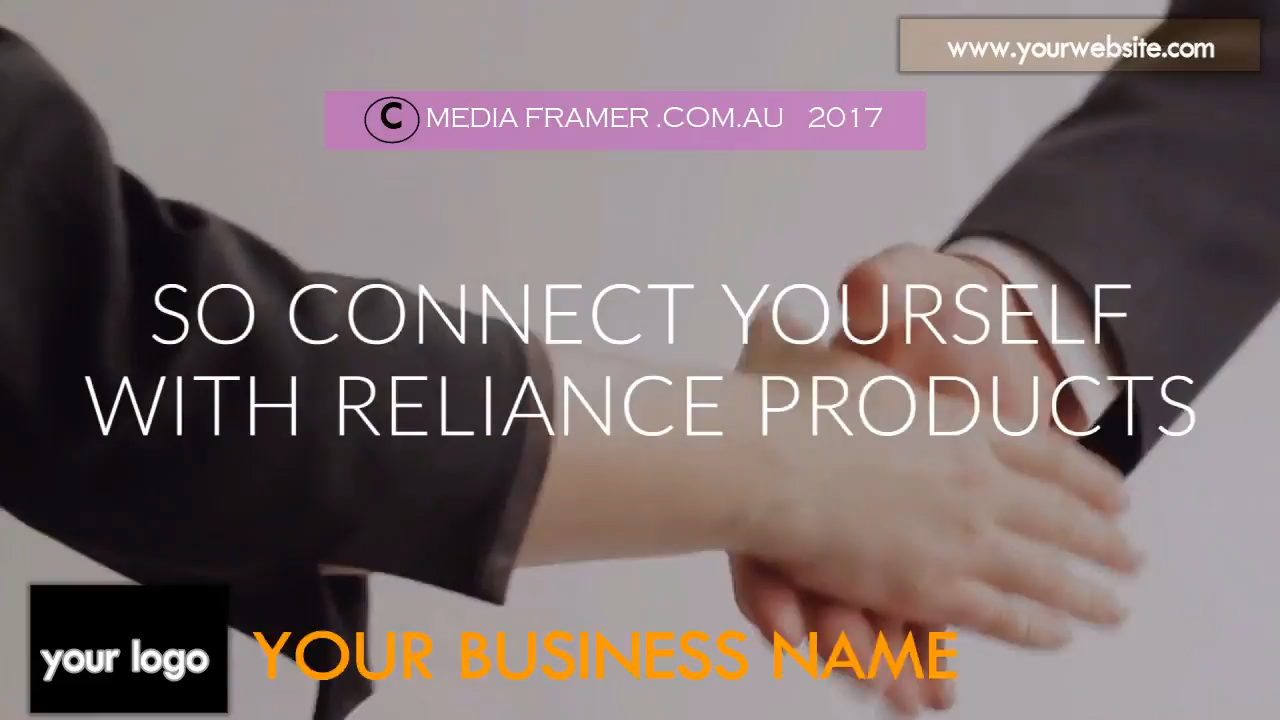 www.yourwebsite.com
C MEDIA FRAMER .COM.AU 2017
SO CONNECT YOURSELF
WITH RELIANCE PRODUCTS
your logo
YOUR BUSINESS NAME